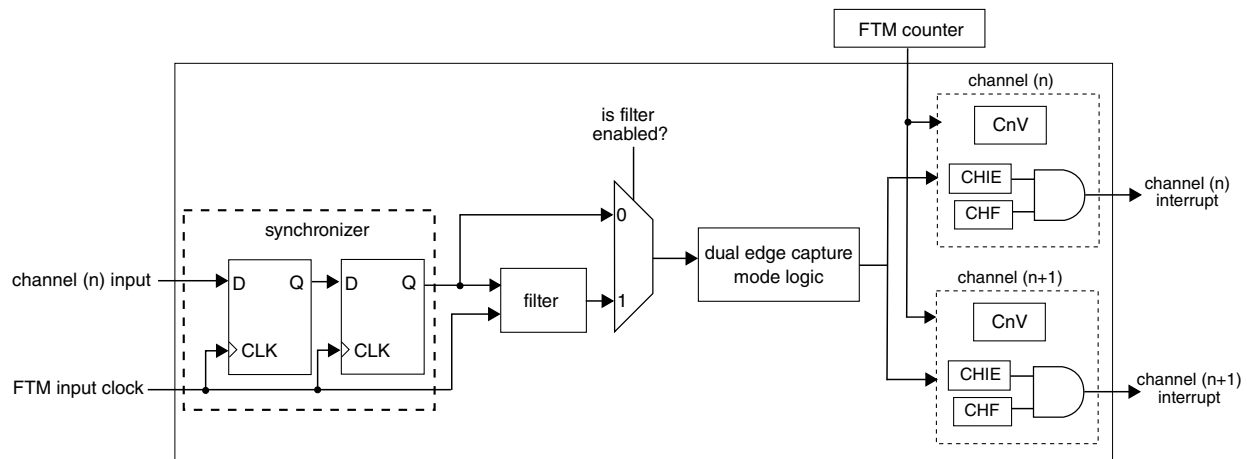 FTM counter
channel (n)
is filter
enabled?
CnV
CHIE
CHF
channel (n)
interrupt
0
synchronizer
dual edge capture
mode logic
channel (n) input
D
Q
D
Q
filter
1
channel (n+1)
CnV
CLK
CLK
FTM input clock
CHIE
CHF
channel (n+1)
interrupt